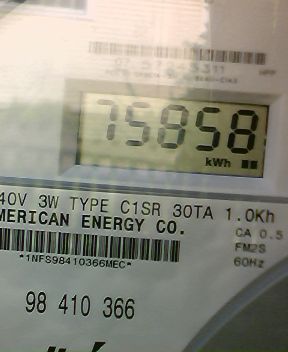 75858
kWh
40V 3W TYPE C1SR 30TA 1.0Kh
MERICAN ENERGY CO.
CA 0.5
FM2S
*1NFS98410366MEC*
60Hz
98 410 366